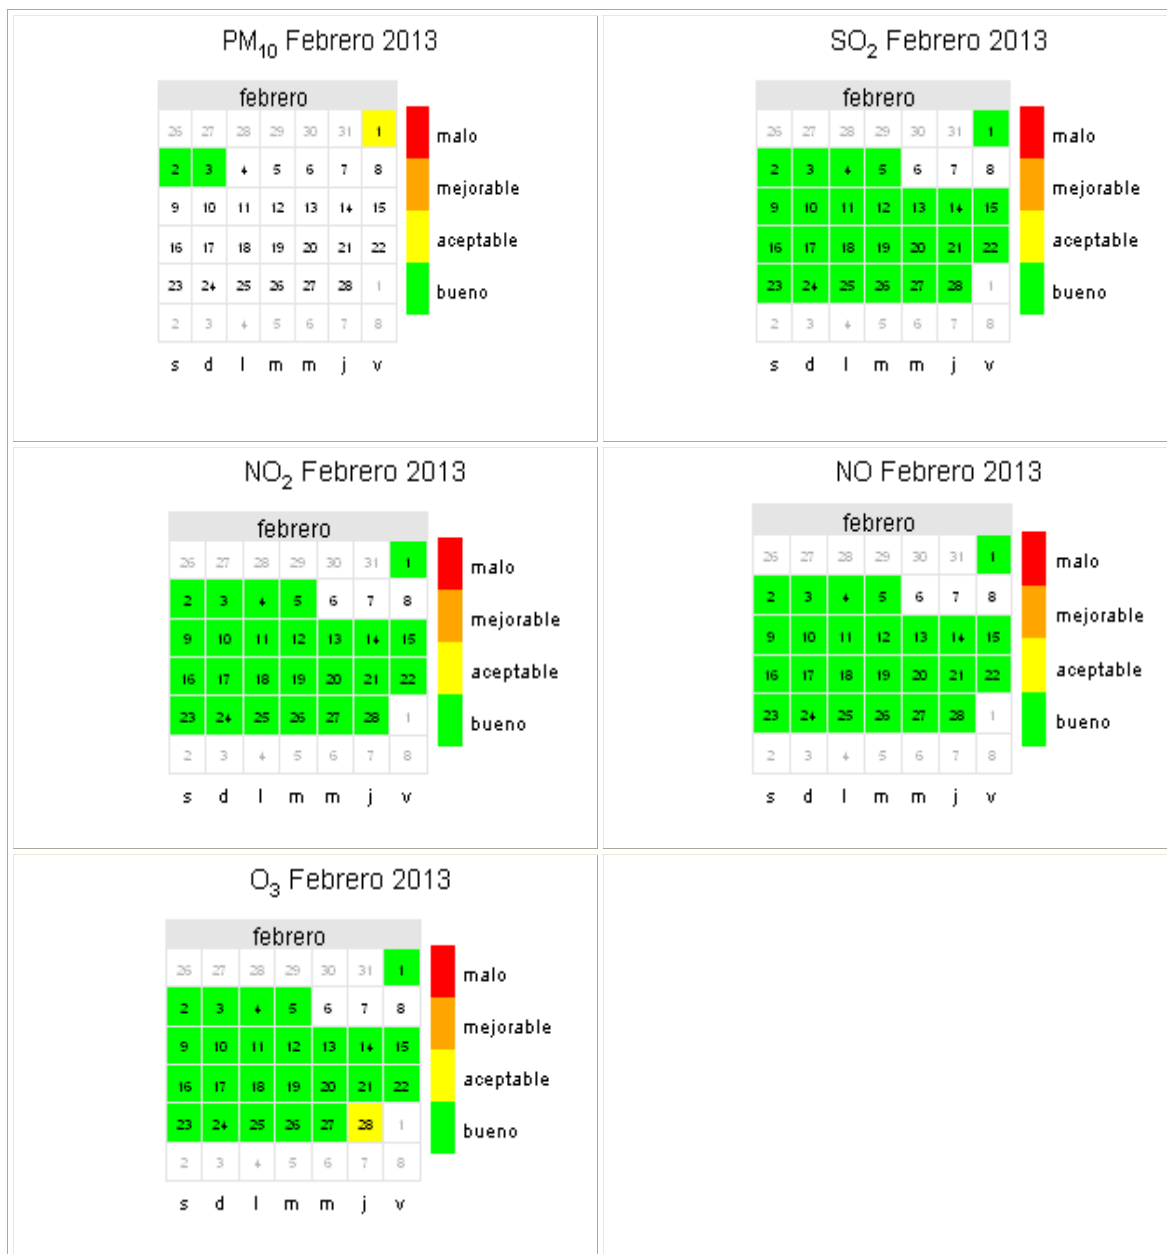 PM10 Febrero 2013
febrero
26 27 28 29 30 31 1
2 3 4 5 6 7 8
9 10 11 12 13 14 15
16 17 18 19 20 21 22
23 24 25 26 27 28 1
2 3 4 5 6 7 8
s d l m m j v
malo
mejorable
aceptable
bueno
SO2 Febrero 2013
febrero
26 27 28 29 30 31 1
2 3 4 5 6 7 8
9 10 11 12 13 14 15
16 17 18 19 20 21 22
23 24 25 26 27 28 1
2 3 4 5 6 7 8
s d l m m j v
malo
mejorable
aceptable
bueno
NO2 Febrero 2013
febrero
26 27 28 29 30 31 1
2 3 4 5 6 7 8
9 10 11 12 13 14 15
16 17 18 19 20 21 22
23 24 25 26 27 28 1
2 3 4 5 6 7 8
s d l m m j v
malo
mejorable
aceptable
bueno
NO Febrero 2013
febrero
26 27 28 29 30 31 1
2 3 4 5 6 7 8
9 10 11 12 13 14 15
16 17 18 19 20 21 22
23 24 25 26 27 28 1
2 3 4 5 6 7 8
s d l m m j v
malo
mejorable
aceptable
bueno
O3 Febrero 2013
febrero
26 27 28 29 30 31 1
2 3 4 5 6 7 8
9 10 11 12 13 14 15
16 17 18 19 20 21 22
23 24 25 26 27 28 1
2 3 4 5 6 7 8
s d l m m j v
malo
mejorable
aceptable
bueno